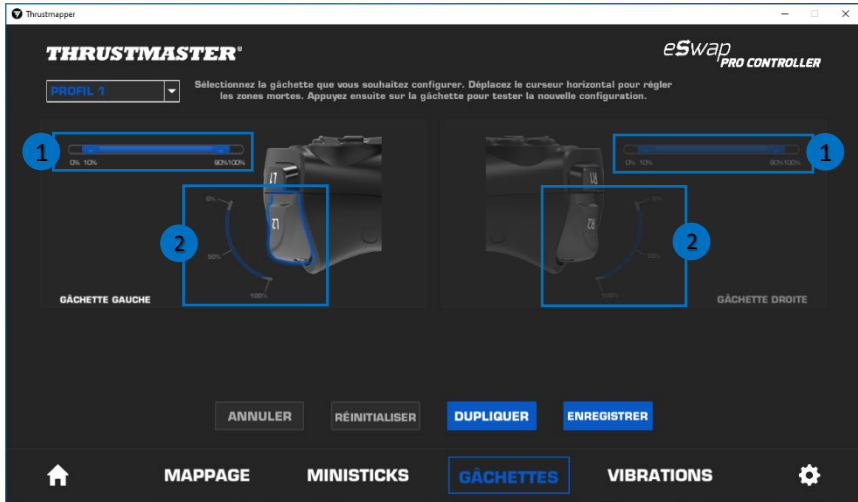 Thrustmapper
THRUSTMASTER®
eSwap
PRO CONTROLLER
PROFIL 1
Sélectionnez la gâchette que vous souhaitez configurer. Déplacez le curseur horizontal pour régler
les zones mortes. Appuyez ensuite sur la gâchette pour tester la nouvelle configuration.
1
0% 10% 90% 100%
L1
L2
0%
50%
100%
2
GÂCHETTE GAUCHE
1
0% 10% 90% 100%
R1
R2
0%
50%
100%
2
GÂCHETTE DROITE
ANNULER RÉINITIALISER DUPLIQUER ENREGISTRER
MAPPAGE MINISTICKS GÂCHETTES VIBRATIONS